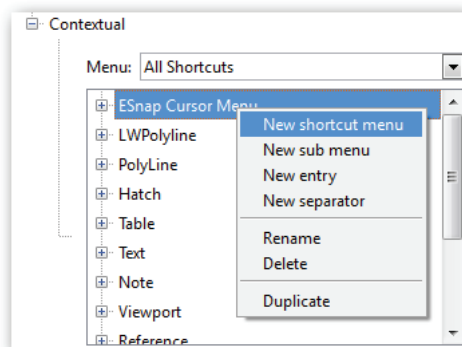 Contextual
Menu: All Shortcuts
ESnap Cursor Menu
LWPolyline
PolyLine
Hatch
Table
Text
Note
Viewport
Reference
New shortcut menu
New sub menu
New entry
New separator
Rename
Delete
Duplicate